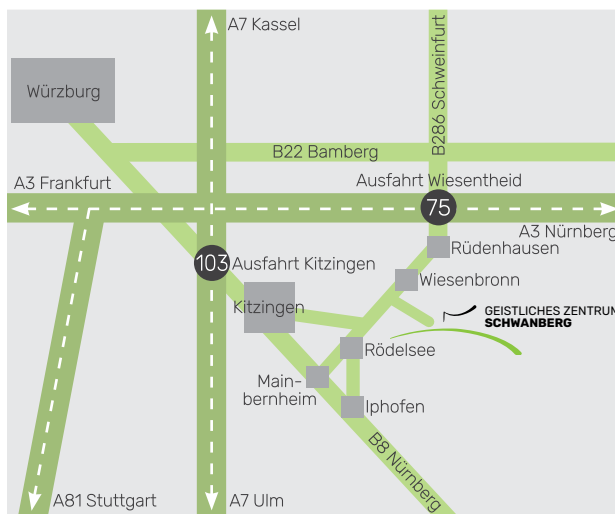 A7 Kassel
B286 Schweinfurt
Würzburg
B22 Bamberg
A3 Frankfurt
Ausfahrt Wiesentheid
75
A3 Nürnberg
Rüdenhausen
103
Ausfahrt Kitzingen
Wiesenbronn
Kitzingen
GEISTLICHES ZENTRUM
SCHWANBERG
Rödelsee
Main-
bernheim
Iphofen
B8 Nürnberg
A81 Stuttgart
A7 Ulm